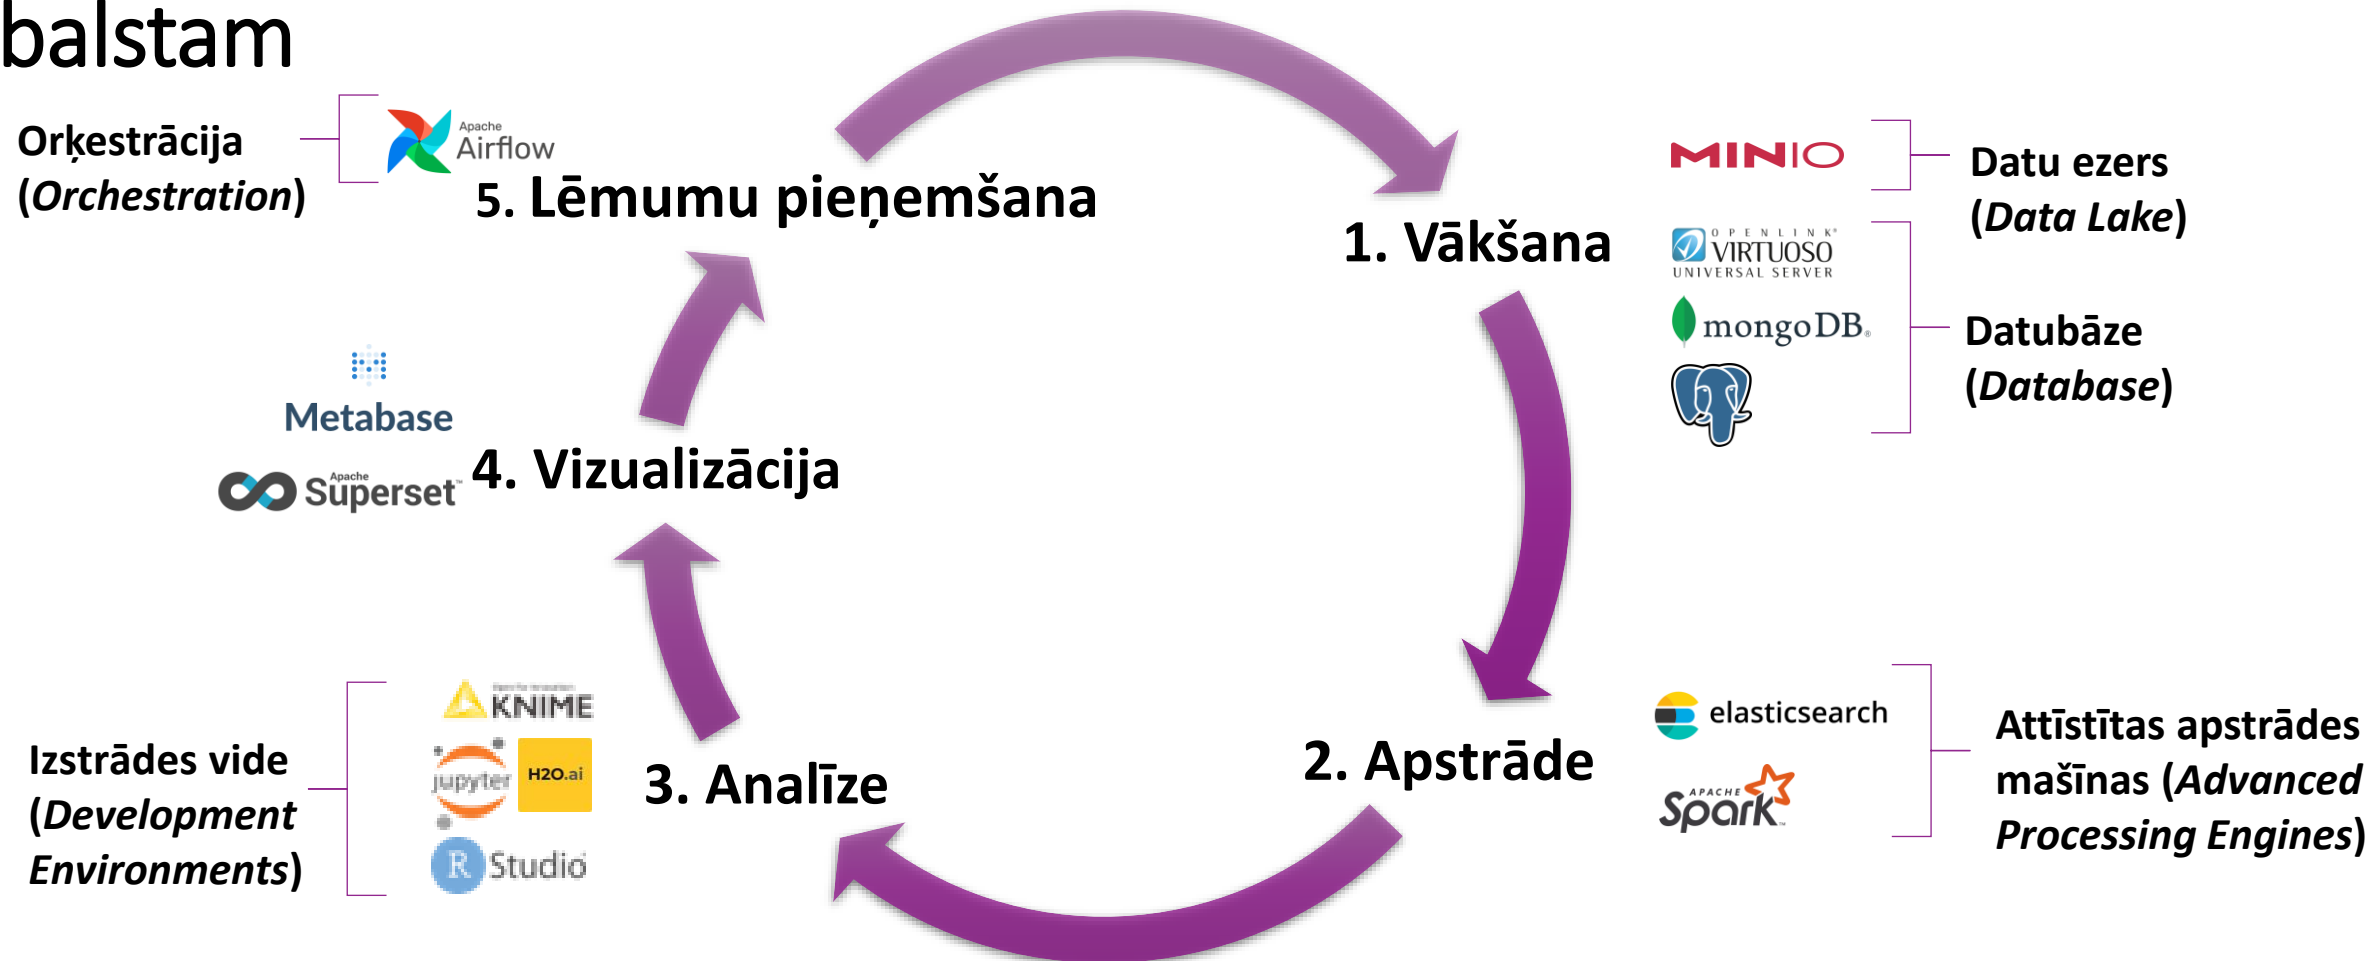 balstam
Orķestrācija
(Orchestration)
Apache
Airflow
5. Lēmumu pieņemšana
1. Vākšana
MINIO
Datu ezers
(Data Lake)
OPENLINK
VIRTUOSO
UNIVERSAL SERVER
mongoDB®
Datubāze
(Database)
Metabase
Apache
Superset™
4. Vizualizācija
2. Apstrāde
elasticsearch
APACHE
Spark™
Attīstītas apstrādes
mašīnas (Advanced
Processing Engines)
3. Analīze
KNIME
jupyter
H2O.ai
R Studio
Izstrādes vide
(Development
Environments)